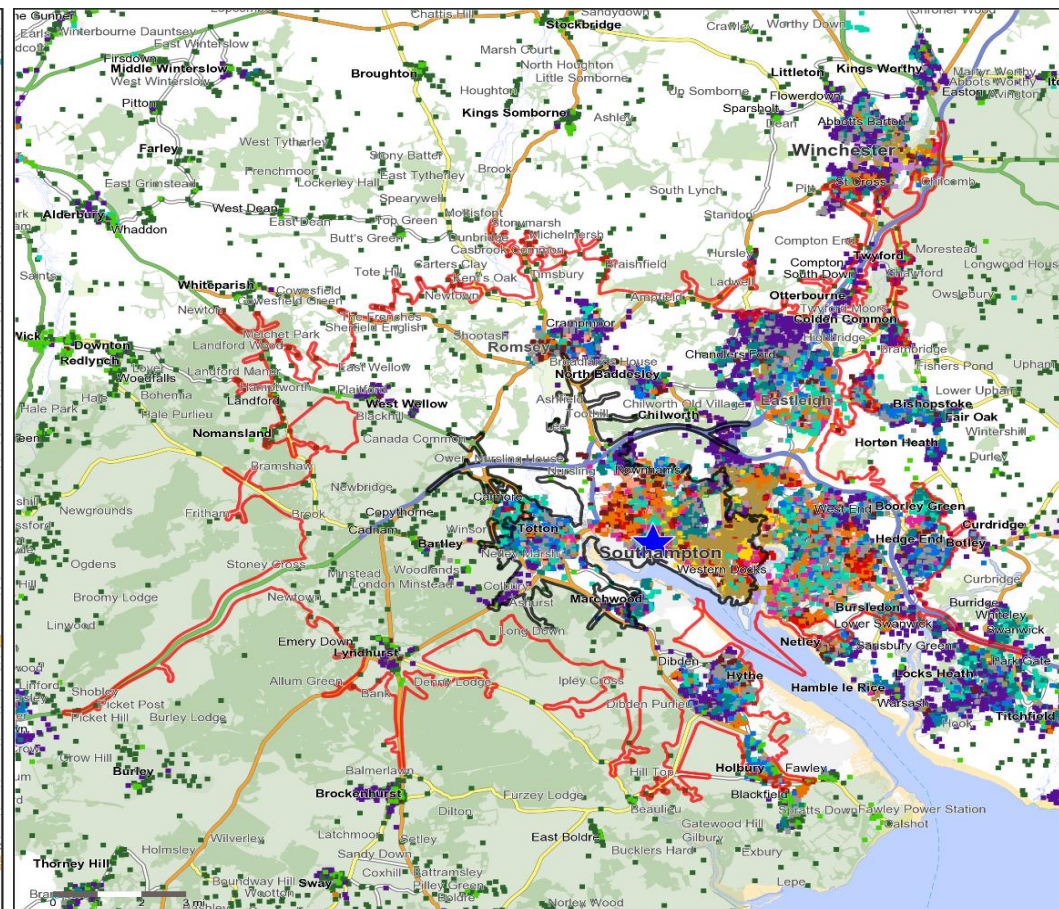 Chattis Hill
Sandydown
Stockbridge
Crawley
Worthy Down
Winterbourne Dauntsey
East Winterslow
Firsdown
Middle Winterslow
West Winterslow
Pitton
Broughton
Marsh Court
North Houghton
Little Somborne
Houghton
Up Somborne
Littleton
Kings Worthy
Flowerdown
Sparsholt
Dean
Martyr Worthy
Abbots Worthy
Easton
Avington
Kings Somborne
Ashley
Abbotts Barton
Winchester
Farley
West Tytherley
Stony Batter
Frenchmoor
Lockerley Hall
East Tytherley
Brook
East Grimstead
Spearywell
South Lynch
Pitt
St Cross
Chilcomb
Alderbury
Whaddon
West Dean
East Dean
Top Green
Butt's Green
Mottisfont
Stonymarsh
Dunbridge
Michelmersh
Casbrook Common
Standon
Compton End
Compton
South Down
Twyford
Morestead
Longwood House
Shawford
Owslebury
Hursley
Ladwell
Otterbourne
Twyford Moors
Colden Common
Highbridge
Brambridge
Carters Clay
Tote Hill
Kent's Oak
Timsbury
Braishfield
Ampfield
Newtown
Whiteparish
Cowesfield
Cowesfield Green
Newton
The Frenches
Sherfield English
Melchet Park
Landford Wood
Shootash
Crampmoor
Romsey
Chandlers Ford
Fishers Pond
Lower Upham
Upham
Wick
Downton
Redlynch
Lover
Woodfalls
Landford Manor
East Wellow
Broadlands House
North Baddesley
Eastleigh
Hamptworth
Plaitford
West Wellow
Hale
Bohemia
Landford
Blackhill
Hale Park
Hale Purlieu
Ashfield
Toothill
Lee
Chilworth Old Village
Chilworth
Bishopstoke
Fair Oak
Wintershill
Nomansland
Canada Common
Horton Heath
Durley
Bramshaw
Ower
Nursling House
Nursling
Rownhams
Newbridge
Calmore
West End
Boorley Green
Newgrounds
Fritham
Brook
Copythorne
Cadnam
Winsor
Totton
Curdridge
Hedge End
Botley
Bartley
Netley Marsh
Southampton
Ogdens
Stoney Cross
Woodlands
Minstead
London Minstead
Western Docks
Curbridge
Broomy Lodge
Newtown
Colbury
Ashurst
Marchwood
Bursledon
Burridge
Whiteley
Linwood
Lower Swanwick
Swanwick
Emery Down
Long Down
Netley
Sarisbury Green
Park Gate
Lyndhurst
Dibden
Locks Heath
Linford
Shobley
Allum Green
Bank
Denny Lodge
Ipley Cross
Hythe
Hamble le Rice
Picket Post
Picket Hill
Burley Lodge
Dibden Purlieu
Warsash
Titchfield
Hook
Crow
Crow Hill
Burley
Balmerlawn
Hill Top
Holbury
Fawley
Brockenhurst
Furzey Lodge
Blackfield
Beaulieu
Spratts Down
Fawley Power Station
Calshot
Dilton
Latchmoor
Setley
Gatewood Hill
Gilbury
Wilverley
East Boldre
Holmsley
Sandy Down
Bucklers Hard
Exbury
Thorney Hill
Coxhill
Battramsley
Boundway Hill
Sway
Pilley Green
Wootton
Boldre
Lepe
Norley Wood
0 2 3 mi